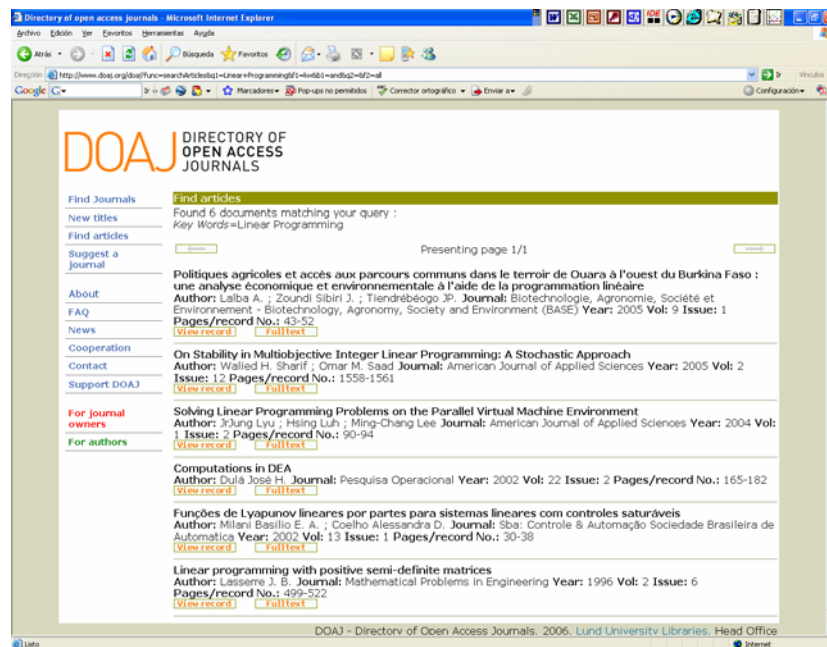 Directory of open access journals - Microsoft Internet Explorer
Archivo Edición Ver Favoritos Herramientas Ayuda
Atrás Búsqueda Favoritos
Dirección http://www.doaj.org/doaj?func=searchArticles&q1=Linear+Programming&f1=kw&b1=and&q2=&f2=all Ir Vínculos
Google Ir Marcadores Pop-ups no permitidos Corrector ortográfico Enviar a Configuración
DOAJ DIRECTORY OF
OPEN ACCESS
JOURNALS
Find Journals
New titles
Find articles
Suggest a
journal
About
FAQ
News
Cooperation
Contact
Support DOAJ
For journal
owners
For authors
Find articles
Found 6 documents matching your query :
Key Words=Linear Programming
Presenting page 1/1
Politiques agricoles et accès aux parcours communs dans le terroir de Ouara à l'ouest du Burkina Faso :
une analyse économique et environnementale à l'aide de la programmation linéaire
Author: Lalba A. ; Zoundi Sibiri J. ; Tiendrébéogo JP. Journal: Biotechnologie, Agronomie, Société et
Environnement - Biotechnology, Agronomy, Society and Environment (BASE) Year: 2005 Vol: 9 Issue: 1
Pages/record No.: 43-52
View record Fulltext
On Stability in Multiobjective Integer Linear Programming: A Stochastic Approach
Author: Walied H. Sharif ; Omar M. Saad Journal: American Journal of Applied Sciences Year: 2005 Vol: 2
Issue: 12 Pages/record No.: 1558-1561
View record Fulltext
Solving Linear Programming Problems on the Parallel Virtual Machine Environment
Author: JrJung Lyu ; Hsing Luh ; Ming-Chang Lee Journal: American Journal of Applied Sciences Year: 2004 Vol:
1 Issue: 2 Pages/record No.: 90-94
View record Fulltext
Computations in DEA
Author: Dulá José H. Journal: Pesquisa Operacional Year: 2002 Vol: 22 Issue: 2 Pages/record No.: 165-182
View record Fulltext
Funções de Lyapunov lineares por partes para sistemas lineares com controles saturáveis
Author: Milani Basílio E. A. ; Coelho Alessandra D. Journal: Sba: Controle & Automação Sociedade Brasileira de
Automatica Year: 2002 Vol: 13 Issue: 1 Pages/record No.: 30-38
View record Fulltext
Linear programming with positive semi-definite matrices
Author: Lasserre J. B. Journal: Mathematical Problems in Engineering Year: 1996 Vol: 2 Issue: 6
Pages/record No.: 499-522
View record Fulltext
DOAJ - Directory of Open Access Journals. 2006. Lund University Libraries. Head Office
Listo Internet